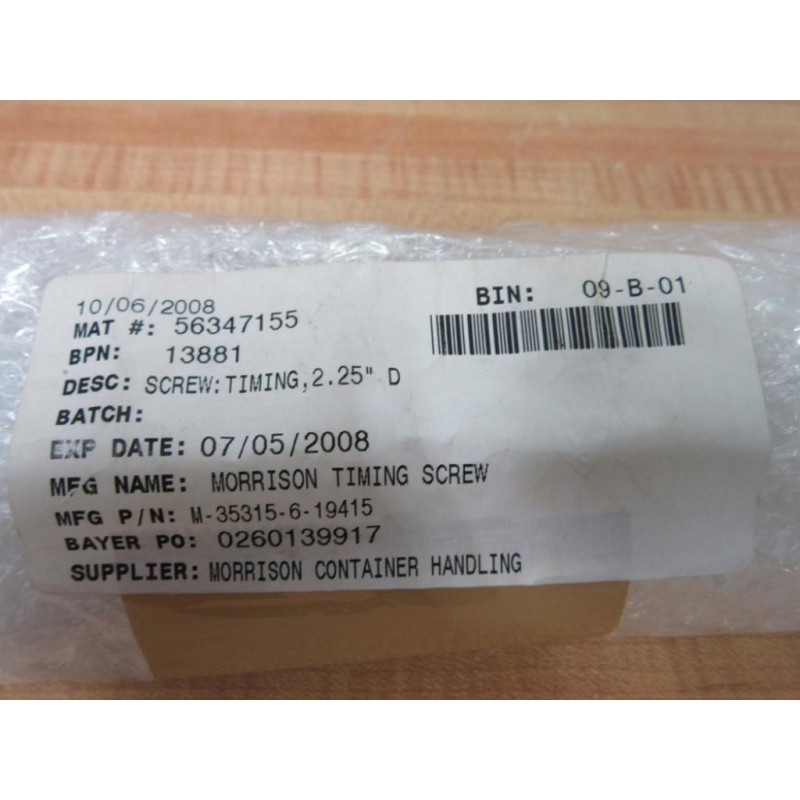 10/06/2008
BIN: 09-B-01
MAT #: 56347155
BPN: 13881
DESC: SCREW:TIMING,2.25" D
BATCH:
EXP DATE: 07/05/2008
MFG NAME: MORRISON TIMING SCREW
MFG P/N: M-35315-6-19415
BAYER PO: 0260139917
SUPPLIER: MORRISON CONTAINER HANDLING